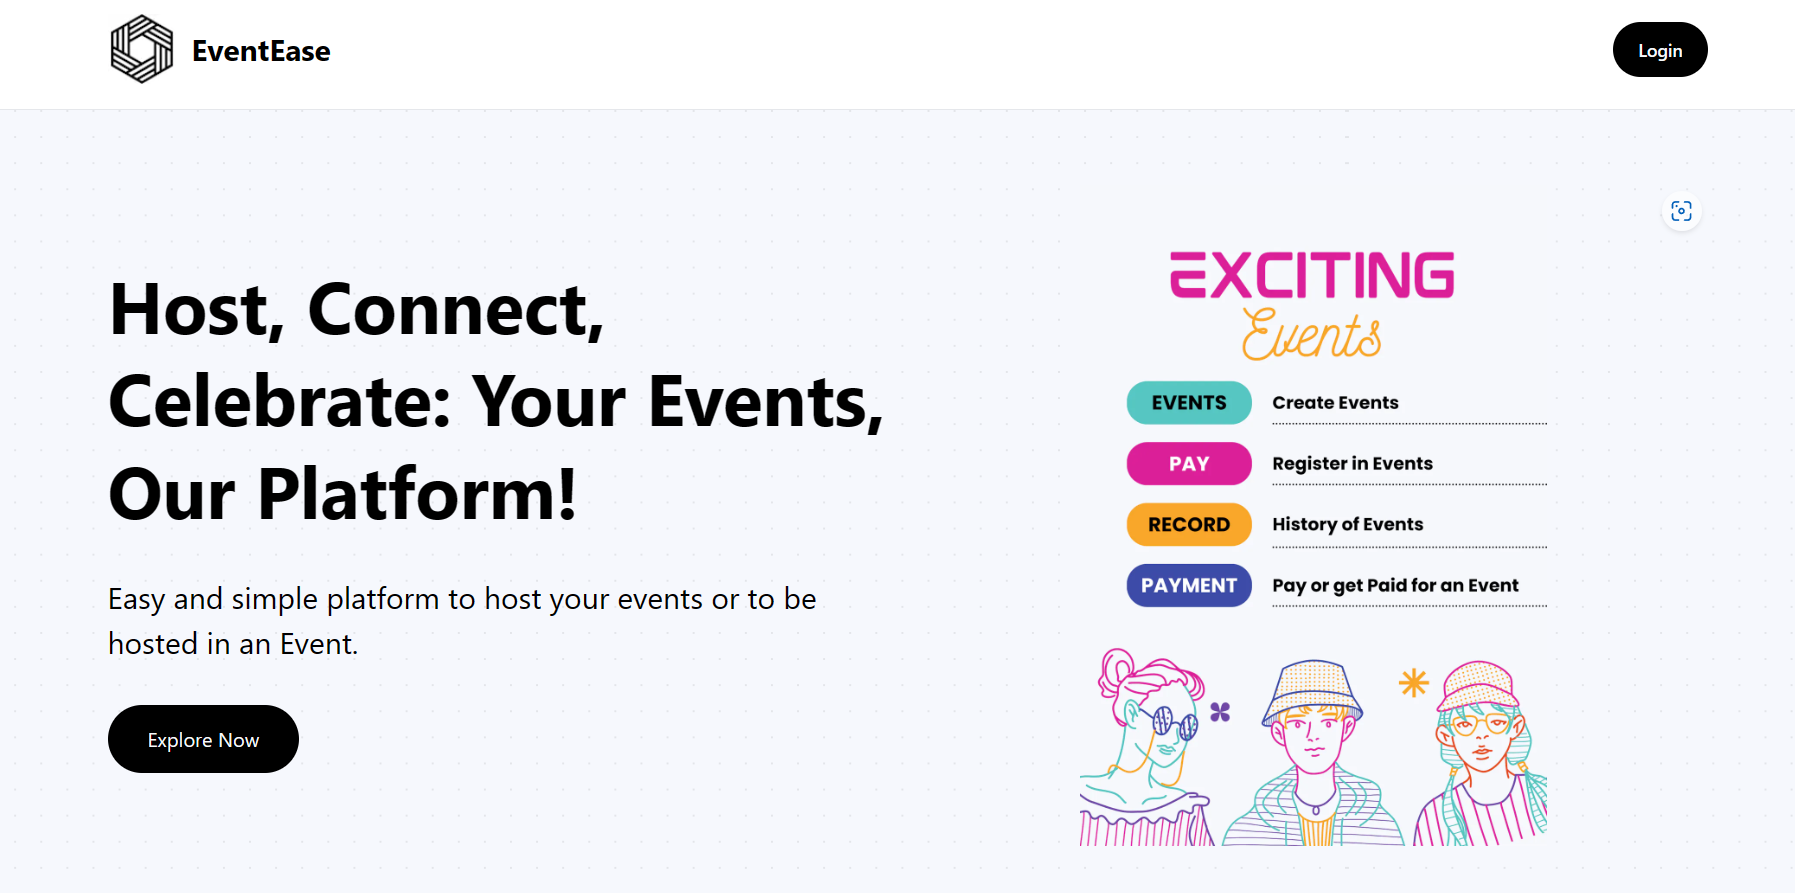 EventEase
Login
Host, Connect,
Celebrate: Your Events,
Our Platform!
Easy and simple platform to host your events or to be
hosted in an Event.
Explore Now
EXCITING
Events
EVENTS Create Events
PAY Register in Events
RECORD History of Events
PAYMENT Pay or get Paid for an Event